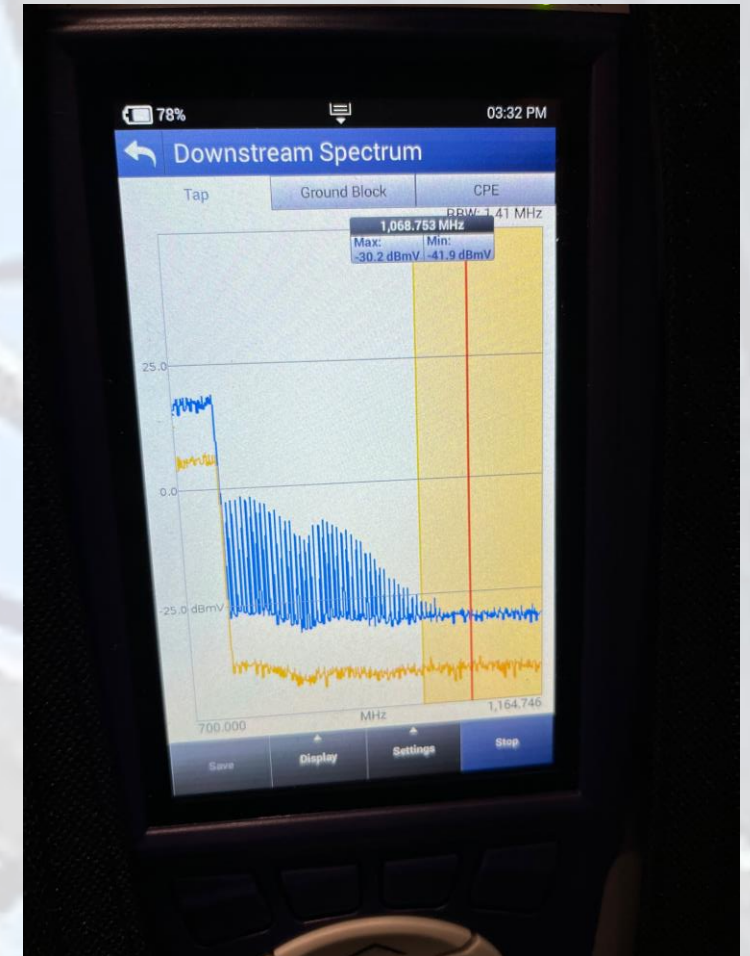 78% 03:32 PM
Downstream Spectrum
Tap Ground Block CPE
RBW: 1.41 MHz
1,068.753 MHz
Max: Min:
-30.2 dBmV -41.9 dBmV
25.0
0.0
-25.0 dBmV
700.000 MHz 1,164.746
Save Display Settings Stop